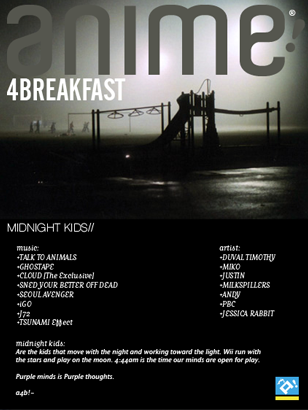 anime!®
4BREAKFAST
MIDNIGHT KIDS//
music:
•TALK TO ANIMALS
•GHOSTAPE
•CLOUD [The Exclusive]
•SNED YOUR BETTER OFF DEAD
•SEOUL AVENGER
•iGO
•J72
•TSUNAMI Effect
artist:
•DUVAL TIMOTHY
•MIKO
•JUSTIN
•MILKSPILLERS
•ANDY
•PBC
•JESSICA RABBIT
midnight kids:
Are the kids that move with the night and working toward the light. Wii run with
the stars and play on the moon. 4:44am is the time our minds are open for play.
Purple minds is Purple thoughts.
a4b!~